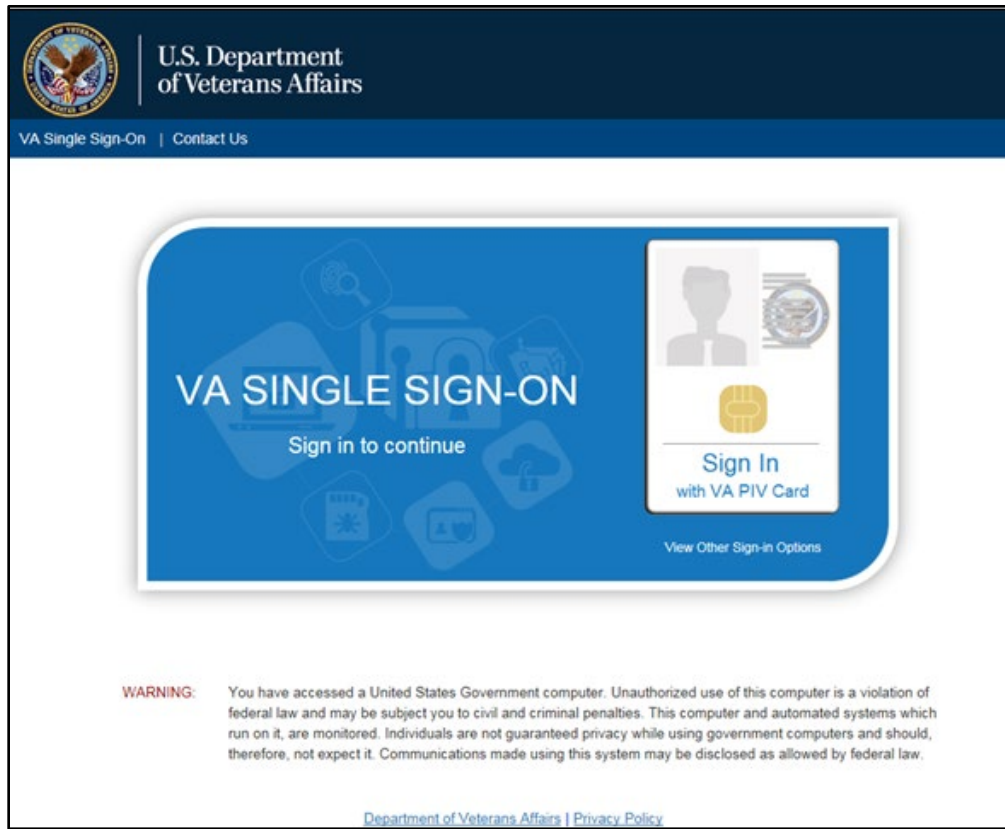 U.S. Department
of Veterans Affairs
VA Single Sign-On | Contact Us
VA SINGLE SIGN-ON
Sign in to continue
Sign In
with VA PIV Card
View Other Sign-in Options
WARNING: You have accessed a United States Government computer. Unauthorized use of this computer is a violation of
federal law and may be subject you to civil and criminal penalties. This computer and automated systems which
run on it, are monitored. Individuals are not guaranteed privacy while using government computers and should,
therefore, not expect it. Communications made using this system may be disclosed as allowed by federal law.
Department of Veterans Affairs | Privacy Policy